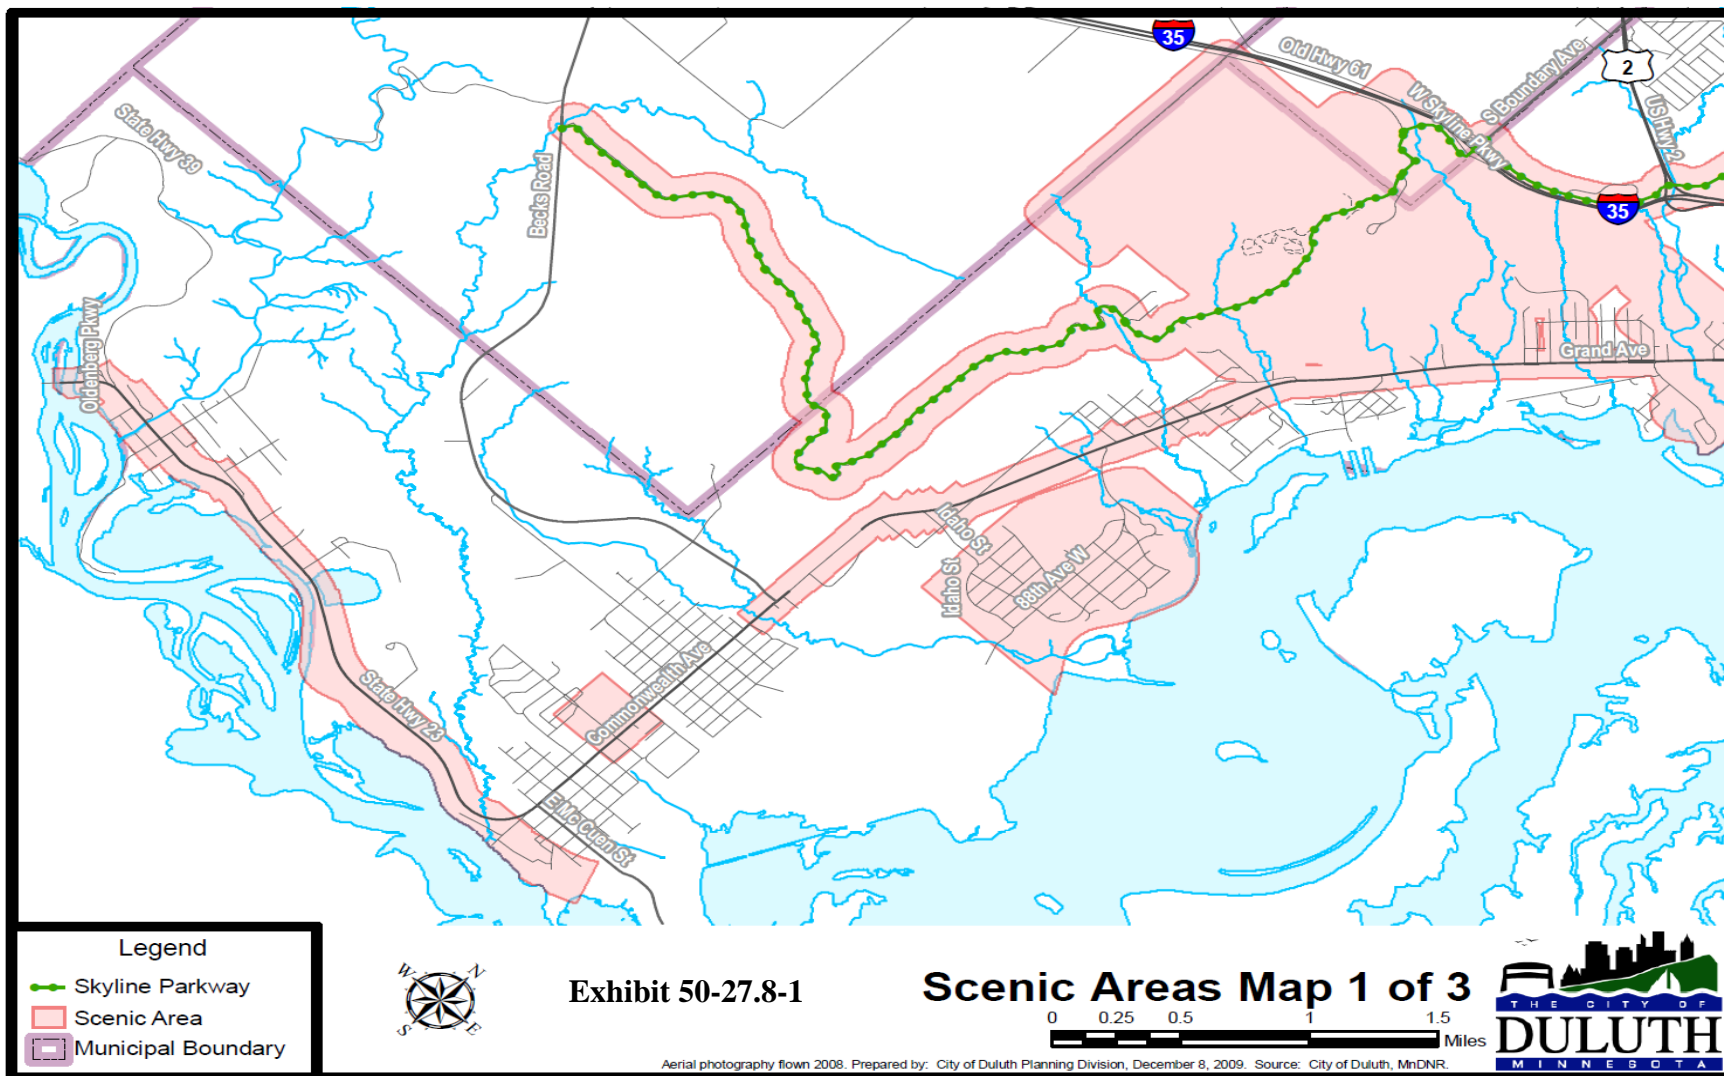 35
Old Hwy 61
S Boundary Ave
2
W Skyline Pkwy
US Hwy 2
State Hwy 39
Becks Road
35
Oldenberg Pkwy
Grand Ave
Idaho St
Idaho St
88th Ave W
State Hwy 23
Commonwealth Ave
E Mc Cuen St
Legend
Skyline Parkway
Scenic Area
Municipal Boundary
W N
S E
Exhibit 50-27.8-1
Scenic Areas Map 1 of 3
0 0.25 0.5 1 1.5
Miles
Aerial photography flown 2008. Prepared by: City of Duluth Planning Division, December 8, 2009. Source: City of Duluth, MnDNR.
THE CITY OF
DULUTH
MINNESOTA